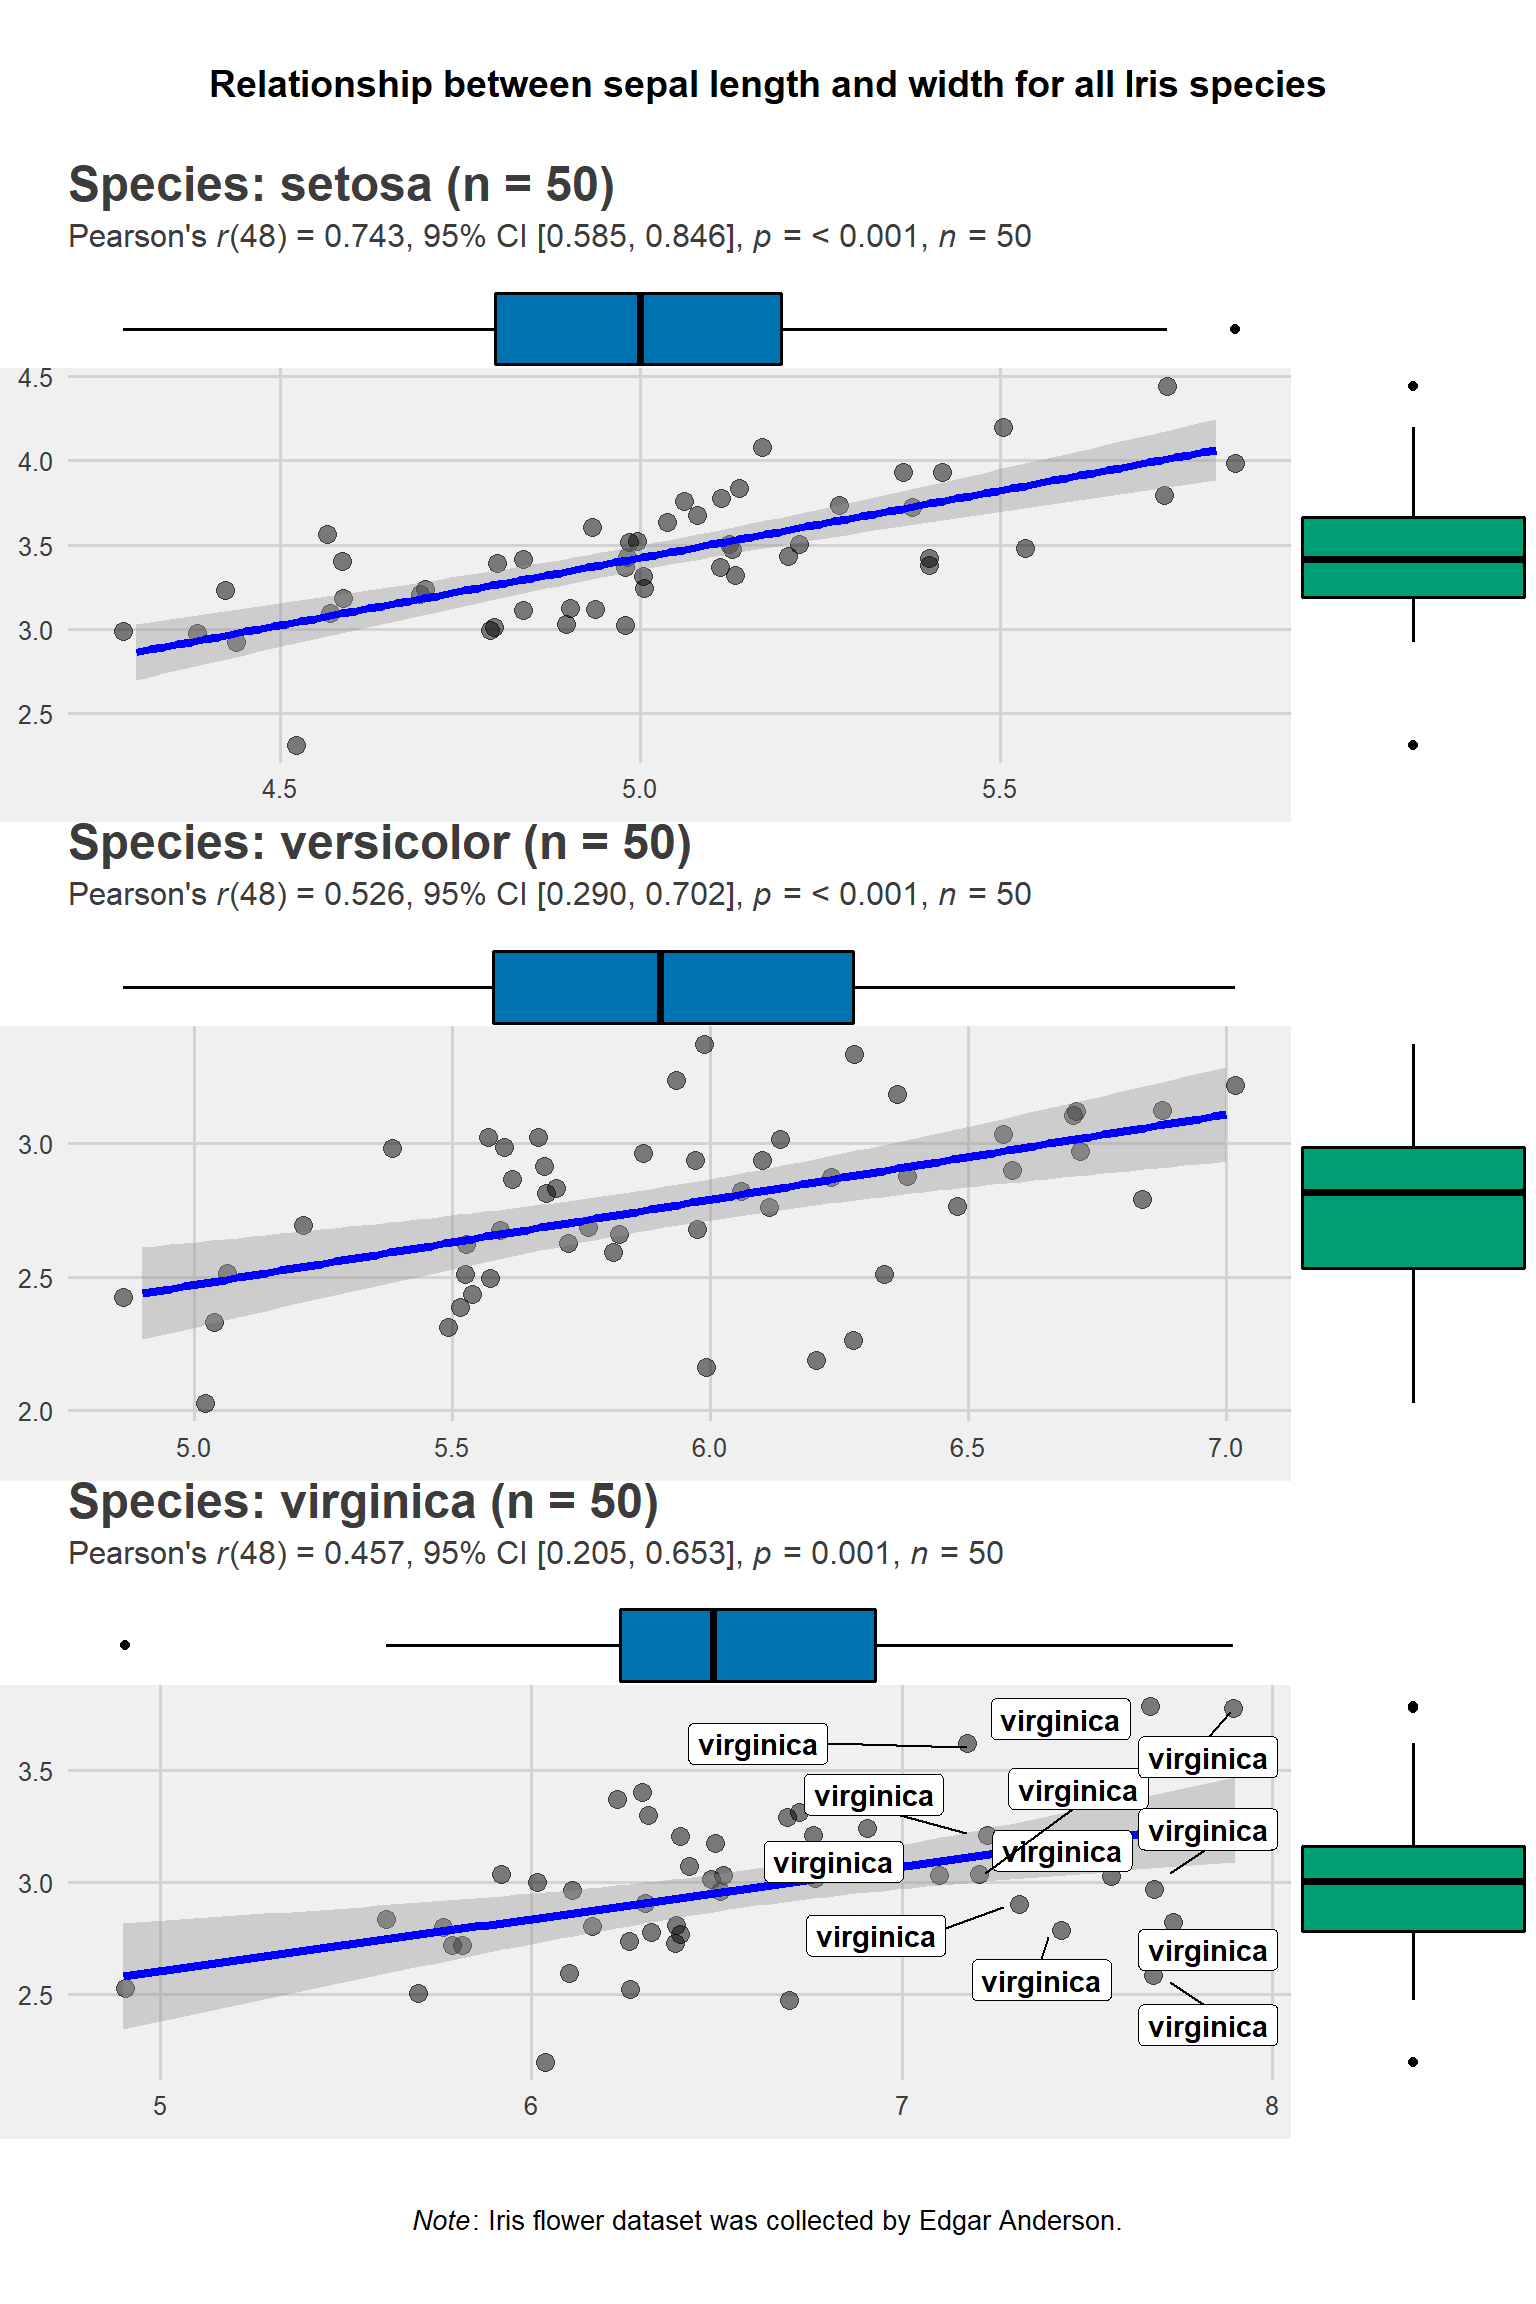 Relationship between sepal length and width for all Iris species
Species: setosa (n = 50)
Pearson's r(48) = 0.743, 95% CI [0.585, 0.846], p = < 0.001, n = 50
4.5
4.0
3.5
3.0
2.5
4.5 5.0 5.5
Species: versicolor (n = 50)
Pearson's r(48) = 0.526, 95% CI [0.290, 0.702], p = < 0.001, n = 50
3.0
2.5
2.0
5.0 5.5 6.0 6.5 7.0
Species: virginica (n = 50)
Pearson's r(48) = 0.457, 95% CI [0.205, 0.653], p = 0.001, n = 50
virginica
virginica
virginica
3.5
virginica
virginica
virginica
virginica
virginica
3.0
virginica
virginica
virginica
2.5
virginica
5 6 7 8
Note: Iris flower dataset was collected by Edgar Anderson.